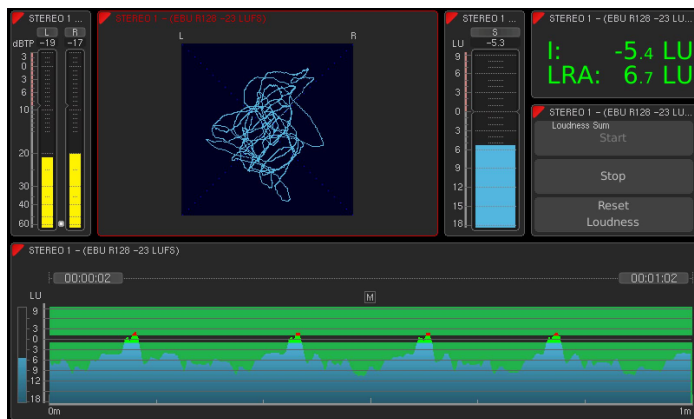 STEREO 1 ...
L R
dBTP -19 -17
3
0
3
6
10
20
30
40
60
STEREO 1 - (EBU R128 -23 LUFS)
L R
STEREO 1 ...
S
LU -5.3
9
6
3
0
3
6
9
12
15
18
STEREO 1 - (EBU R128 -23 LU...
I: -5.4 LU
LRA: 6.7 LU
STEREO 1 - (EBU R128 -23 LU...
Loudness Sum
Start
Stop
Reset
Loudness
STEREO 1 - (EBU R128 -23 LUFS)
00:00:02 00:01:02
LU M
9
3
0
3
6
9
12
18
0m 1m